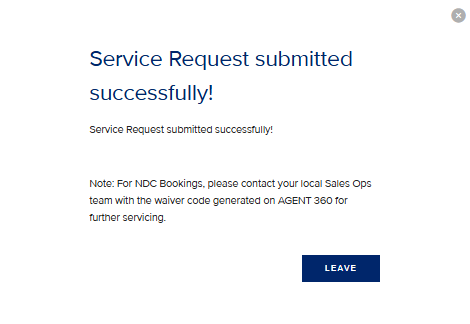 Service Request submitted
successfully!
Service Request submitted successfully!
Note: For NDC Bookings, please contact your local Sales Ops
team with the waiver code generated on AGENT 360 for
further servicing.
LEAVE